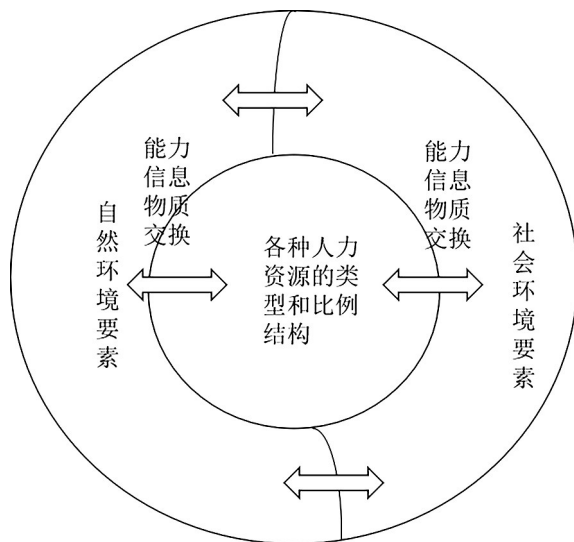 能力
信息
物质
交换
能力
信息
物质
交换
自然环境要素
各种人力
资源的类
型和比例
结构
社会环境要素